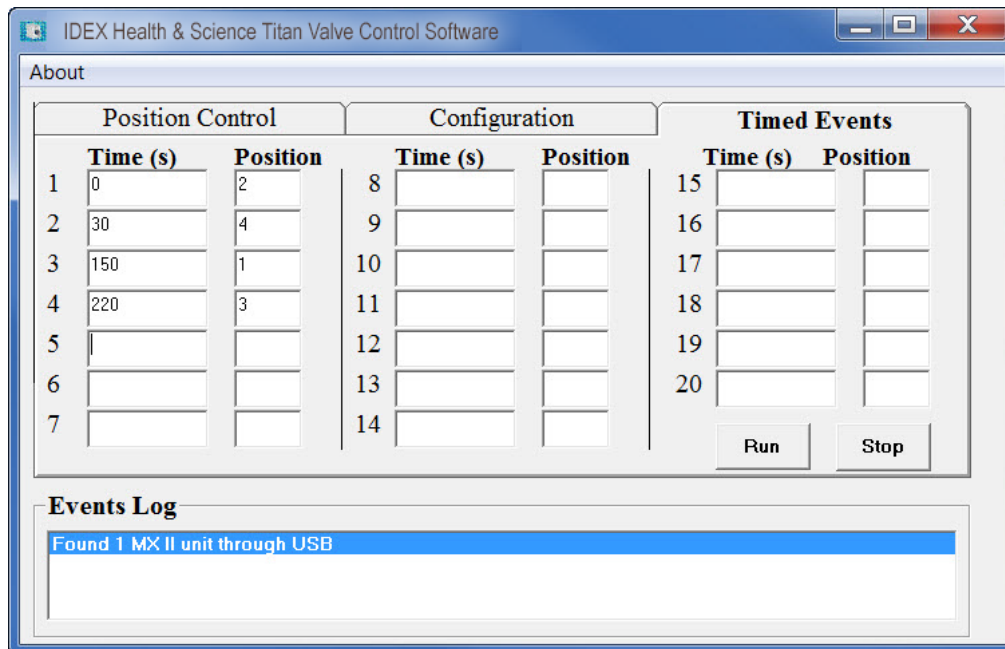 IDEX Health & Science Titan Valve Control Software
About
Position Control Configuration Timed Events
Time (s) Position Time (s) Position Time (s) Position
1 0 2 8 15
2 30 4 9 16
3 150 1 10 17
4 220 3 11 18
5 12 19
6 13 20
7 14
Run Stop
Events Log
Found 1 MX II unit through USB